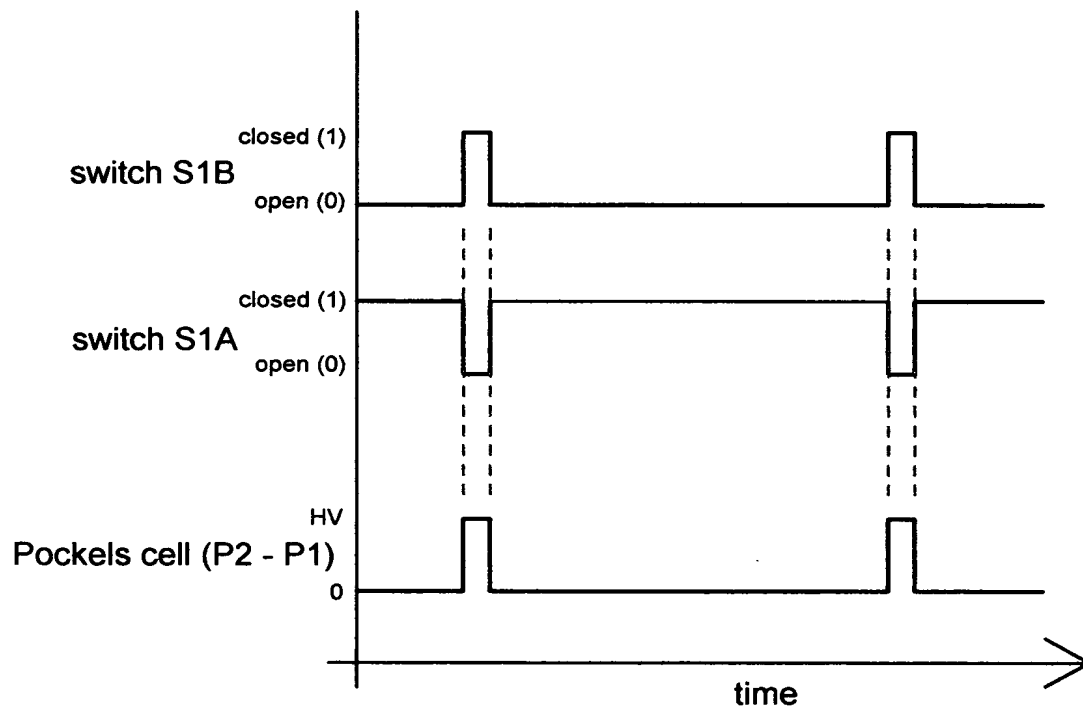 closed (1)
switch S1B
open (0)
closed (1)
switch S1A
open (0)
HV
Pockels cell (P2 - P1)
0
time